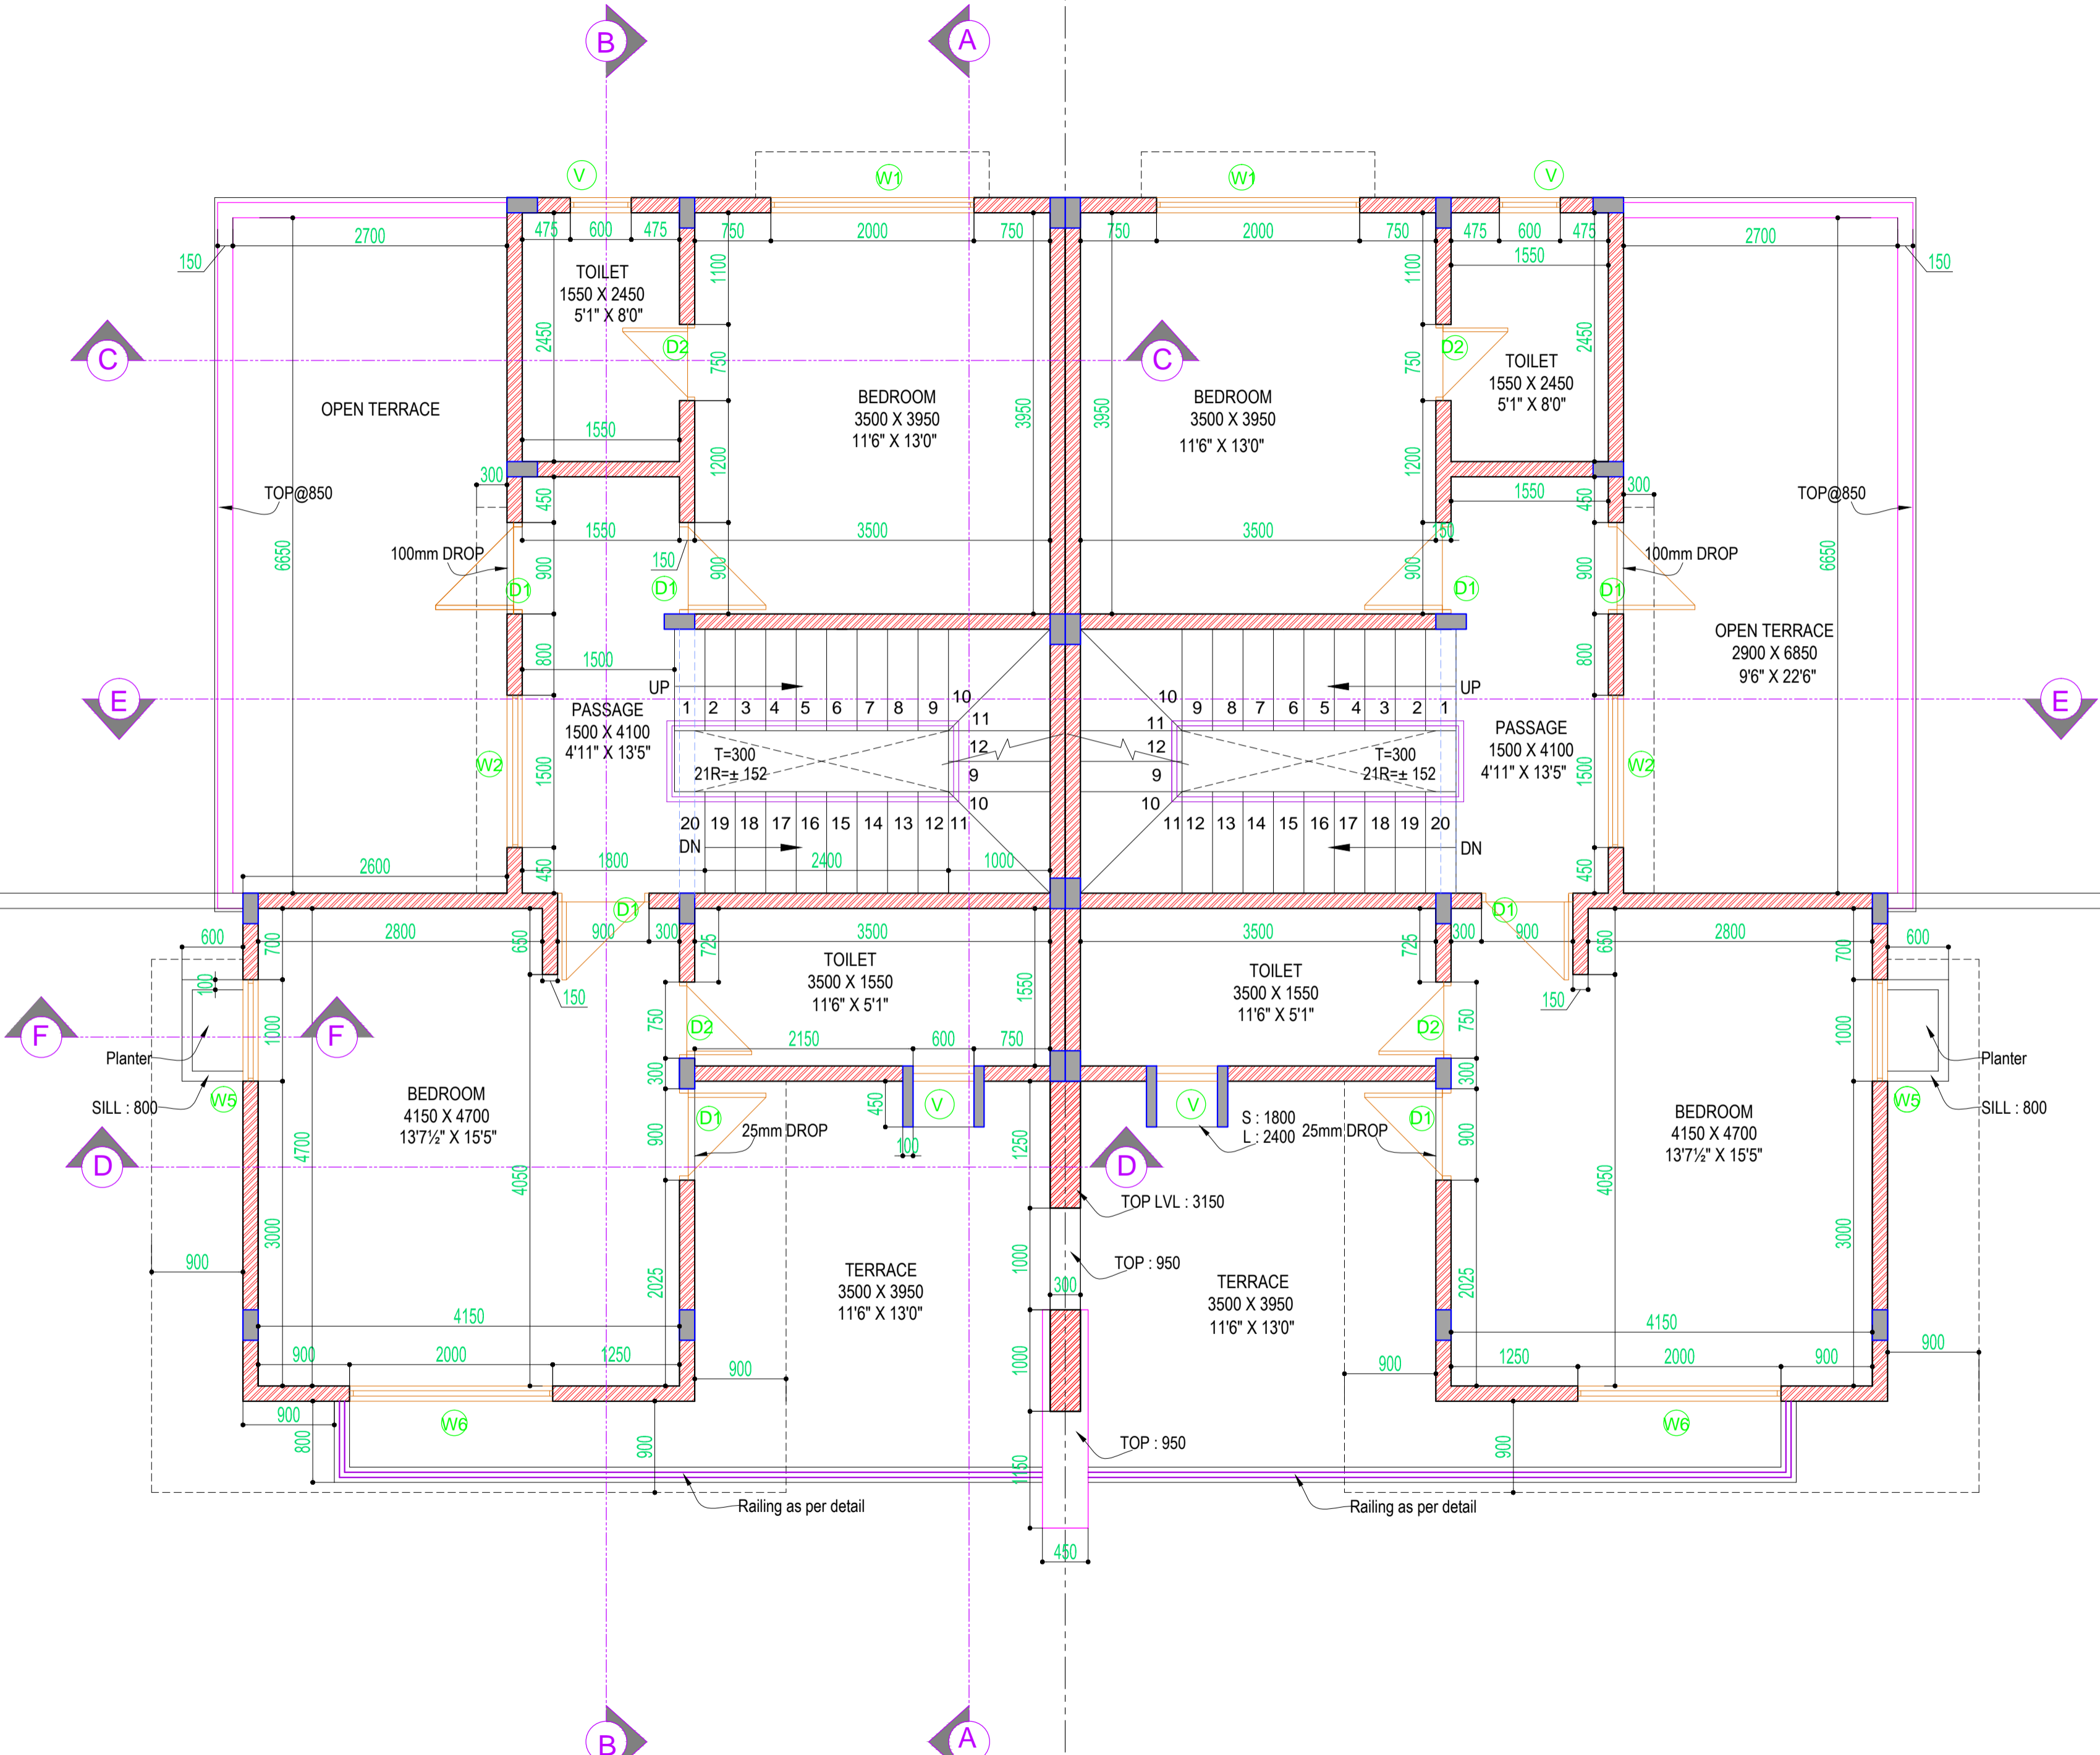 B
A
V
W1
W1
V
2700
475
600
475
750
2000
750
750
2000
750
475
600
475
2700
150
1550
150
TOILET
1550 X 2450
5'1" X 8'0"
1100
1100
2450
2450
C
D2
750
C
750
D2
TOILET
1550 X 2450
5'1" X 8'0"
OPEN TERRACE
BEDROOM
3500 X 3950
11'6" X 13'0"
3950
3950
BEDROOM
3500 X 3950
11'6" X 13'0"
1550
1200
1200
300
TOP@850
450
1550
450
300
TOP@850
6650
1550
3500
3500
150
6650
100mm DROP
900
150
900
900
900
100mm DROP
D1
D1
D1
D1
OPEN TERRACE
2900 X 6850
9'6" X 22'6"
800
1500
800
E
UP
UP
E
PASSAGE
1500 X 4100
4'11" X 13'5"
1 2 3 4 5 6 7 8 9 10
11
12
10 9 8 7 6 5 4 3 2 1
11
12
PASSAGE
1500 X 4100
4'11" X 13'5"
W2
1500
T=300
21R=± 152
9
10
9
10
T=300
21R=± 152
1500
W2
20 19 18 17 16 15 14 13 12 11
11 12 13 14 15 16 17 18 19 20
DN
DN
2600
450
1800
2400
1000
450
D1
D1
600
700
2800
650
900
300
725
3500
3500
725
300
900
650
2800
700
600
TOILET
3500 X 1550
11'6" X 5'1"
1550
TOILET
3500 X 1550
11'6" X 5'1"
100
150
150
F
1000
F
750
D2
2150
600
750
D2
750
1000
Planter
Planter
300
300
SILL : 800
W5
BEDROOM
4150 X 4700
13'7½" X 15'5"
450
V
V
S : 1800
L : 2400
BEDROOM
4150 X 4700
13'7½" X 15'5"
W5
SILL : 800
D1
900
25mm DROP
100
1250
25mm DROP
D1
900
D
4700
4050
D
4050
TOP LVL : 3150
3000
3000
900
2025
TERRACE
3500 X 3950
11'6" X 13'0"
1000
TOP : 950
300
TERRACE
3500 X 3950
11'6" X 13'0"
2025
4150
4150
900
2000
1250
900
1000
900
1250
2000
900
900
900
W6
W6
800
900
TOP : 950
900
1150
Railing as per detail
Railing as per detail
450
B
A